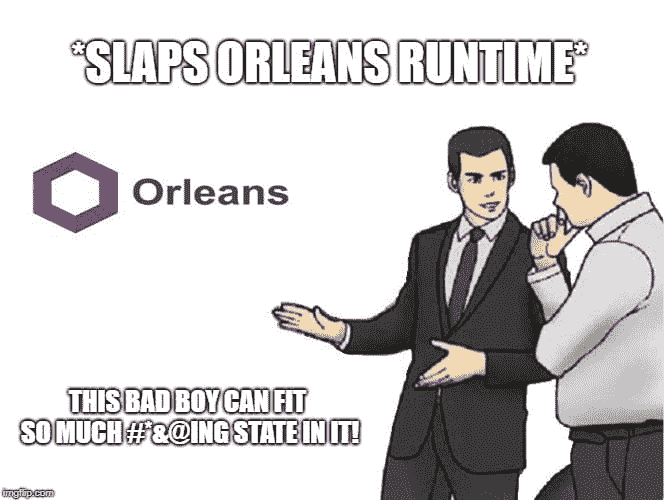 *SLAPS ORLEANS RUNTIME*
Orleans
THIS BAD BOY CAN FIT
SO MUCH #*&@ING STATE IN IT!
imgflip.com